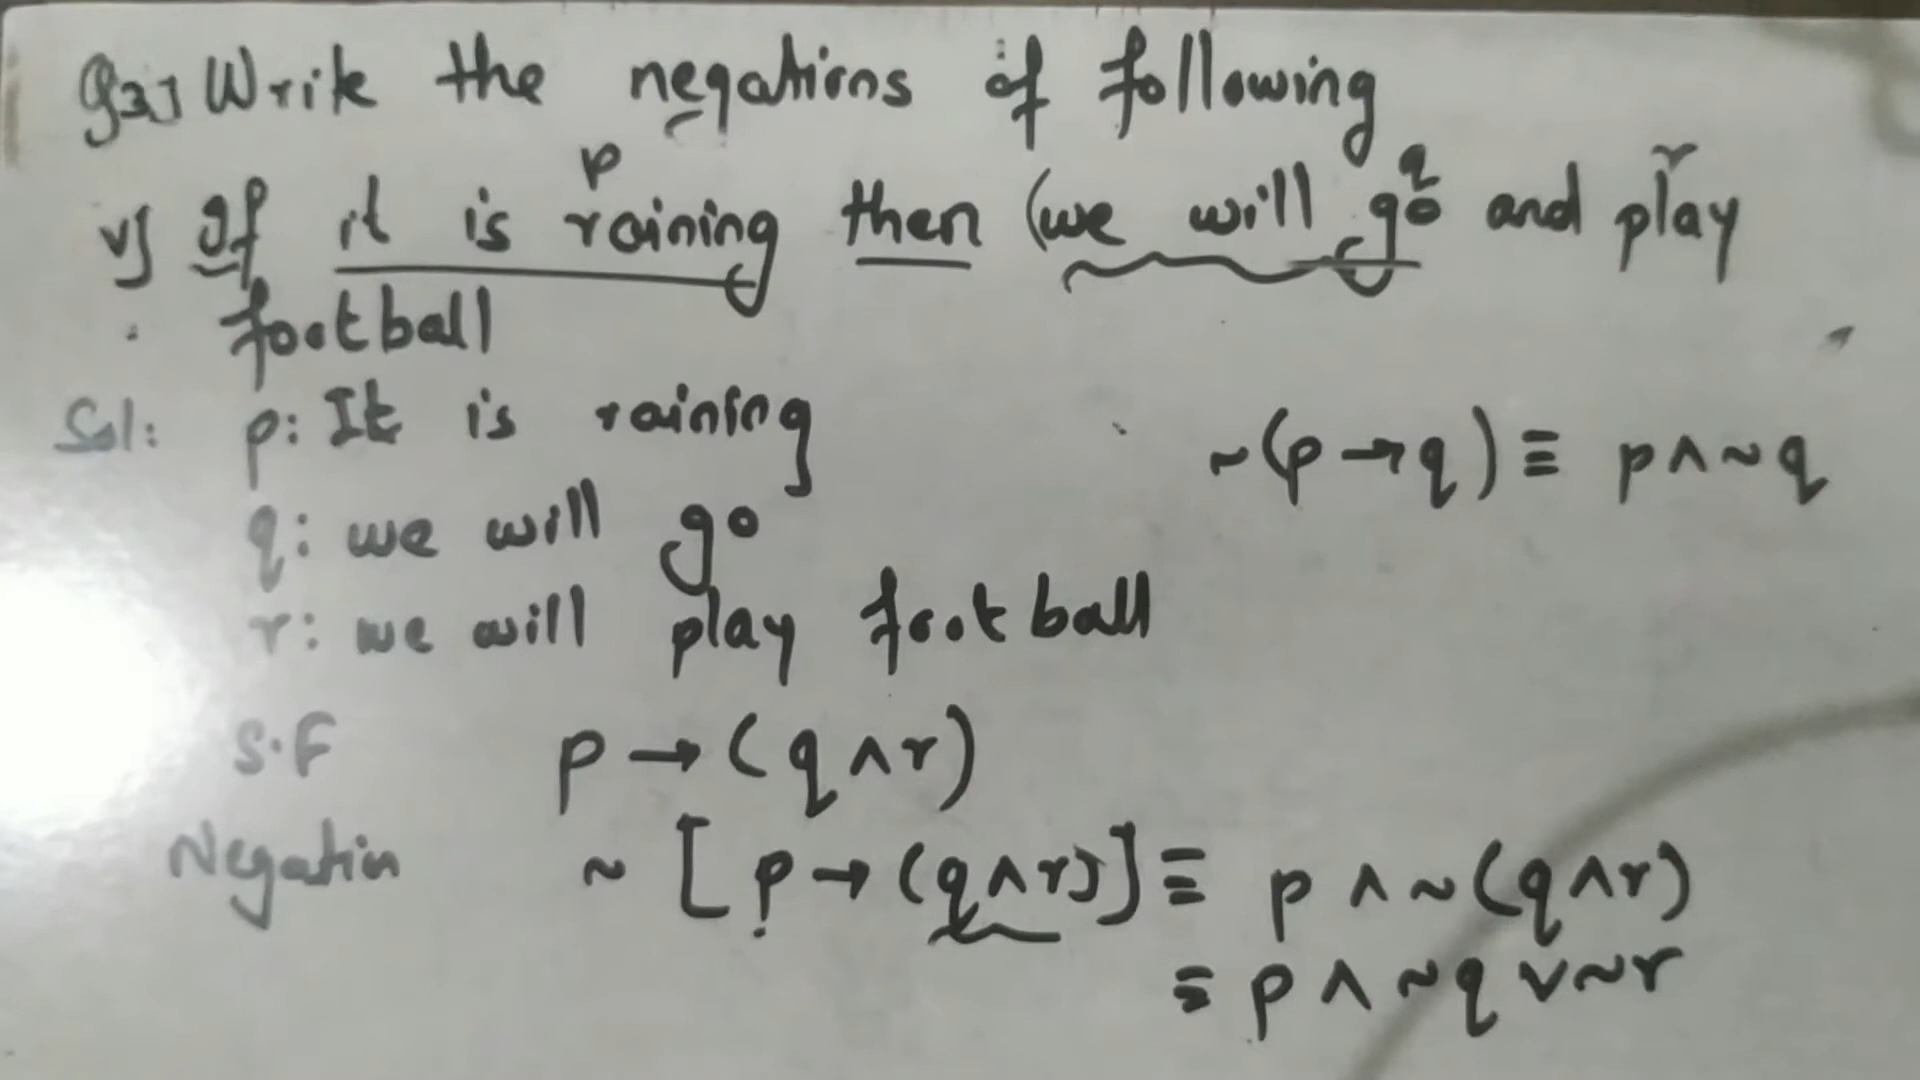 Q3] Write the negations of following
p q r
v] If it is raining then (we will go and play
football
Sol: p: It is raining
~(p→q) ≡ p∧~q
q: we will go
r: we will play football
S.F p→(q∧r)
Negatin ~[p→(q∧r)] ≡ p∧~(q∧r)
≡ p∧~q∨~r